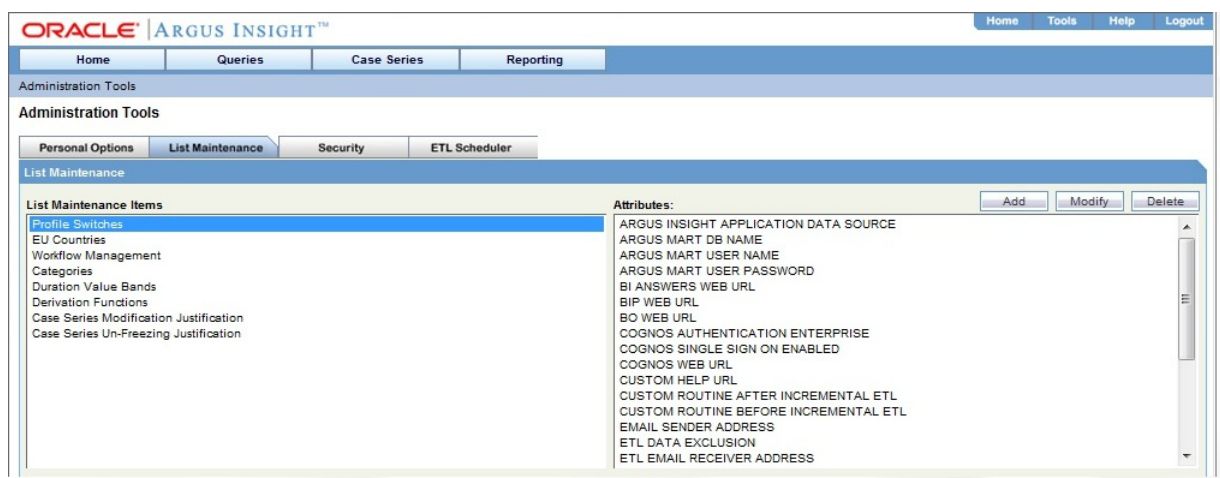 ORACLE® | ARGUS INSIGHT™
Home Tools Help Logout
Home Queries Case Series Reporting
Administration Tools
Administration Tools
Personal Options List Maintenance Security ETL Scheduler
List Maintenance
List Maintenance Items
Profile Switches
EU Countries
Workflow Management
Categories
Duration Value Bands
Derivation Functions
Case Series Modification Justification
Case Series Un-Freezing Justification
Attributes:
Add Modify Delete
ARGUS INSIGHT APPLICATION DATA SOURCE
ARGUS MART DB NAME
ARGUS MART USER NAME
ARGUS MART USER PASSWORD
BI ANSWERS WEB URL
BIP WEB URL
BO WEB URL
COGNOS AUTHENTICATION ENTERPRISE
COGNOS SINGLE SIGN ON ENABLED
COGNOS WEB URL
CUSTOM HELP URL
CUSTOM ROUTINE AFTER INCREMENTAL ETL
CUSTOM ROUTINE BEFORE INCREMENTAL ETL
EMAIL SENDER ADDRESS
ETL DATA EXCLUSION
ETL EMAIL RECEIVER ADDRESS